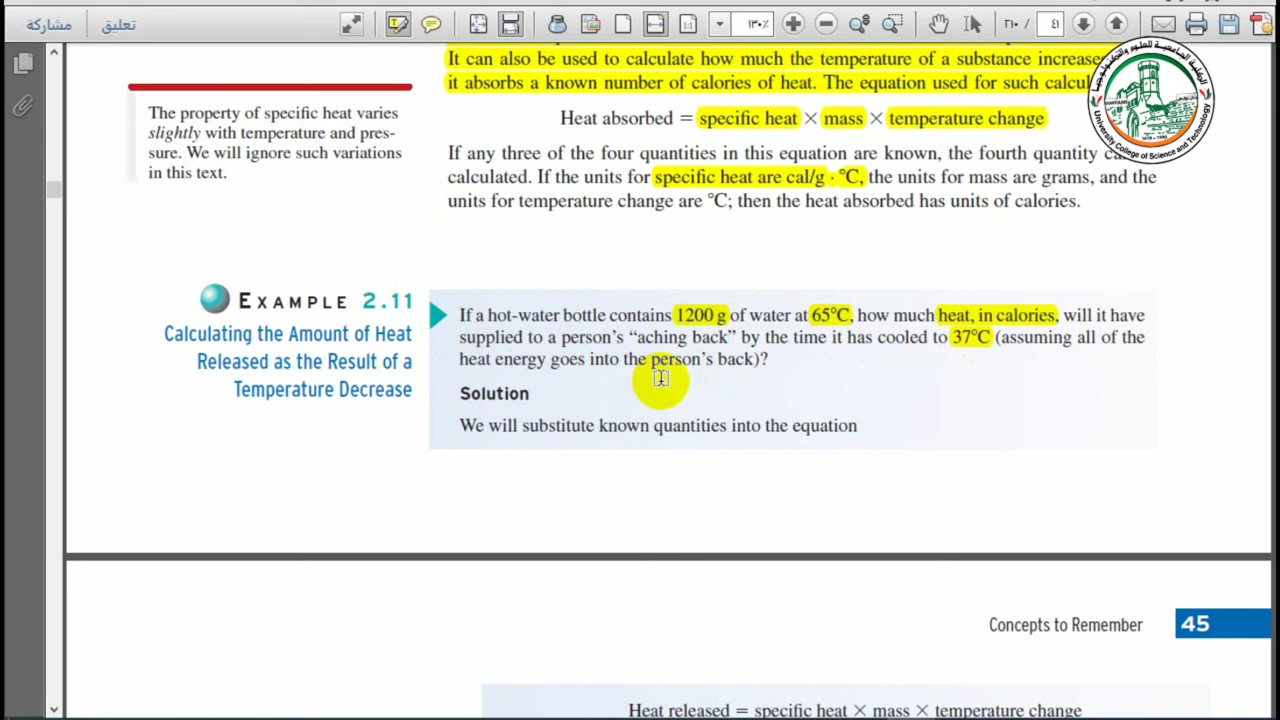 مشاركة
تعليق
١٣٠٪
٢١٠ /
٤١
It can also be used to calculate how much the temperature of a substance increase
it absorbs a known number of calories of heat. The equation used for such calcul
Heat absorbed = specific heat × mass × temperature change
If any three of the four quantities in this equation are known, the fourth quantity
calculated. If the units for specific heat are cal/g · °C, the units for mass are grams, and the
units for temperature change are °C; then the heat absorbed has units of calories.
The property of specific heat varies
slightly with temperature and pres-
sure. We will ignore such variations
in this text.
University College of Science and Technology
EXAMPLE 2.11
Calculating the Amount of Heat
Released as the Result of a
Temperature Decrease
If a hot-water bottle contains 1200 g of water at 65°C, how much heat, in calories, will it have
supplied to a person's “aching back” by the time it has cooled to 37°C (assuming all of the
heat energy goes into the person's back)?
Solution
We will substitute known quantities into the equation
Concepts to Remember 45
Heat released = specific heat × mass × temperature change